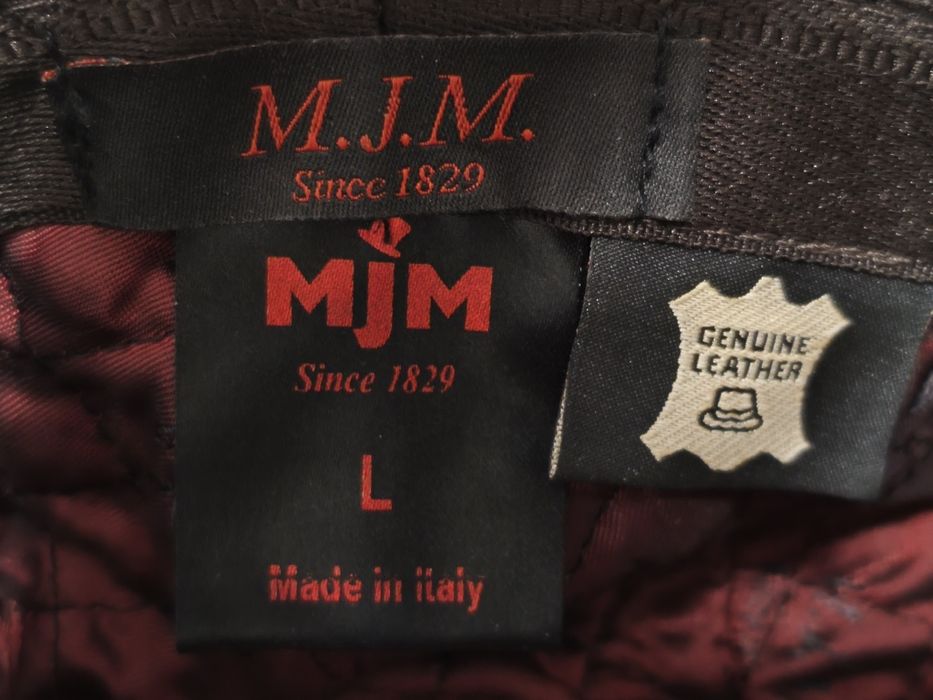 M.J.M.
Since 1829
MJM
Since 1829
L
Made in italy
GENUINE
LEATHER